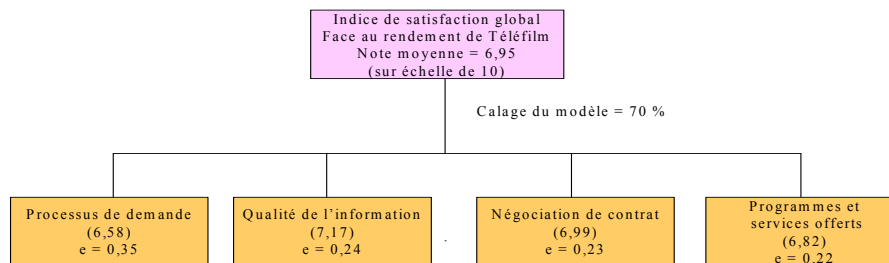 Indice de satisfaction global
Face au rendement de Téléfilm
Note moyenne = 6,95
(sur échelle de 10)
Calage du modèle = 70 %
Processus de demande
(6,58)
e = 0,35
Qualité de l'information
(7,17)
e = 0,24
Négociation de contrat
(6,99)
e = 0,23
Programmes et
services offerts
(6,82)
e = 0,22